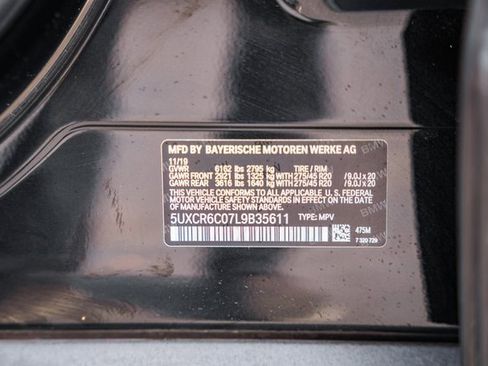 MFD BY BAYERISCHE MOTOREN WERKE AG
11/19
GVWR 6162 lbs 2795 kg TIRE / RIM
GAWR FRONT 2921 lbs 1325 kg WITH 275/45 R20 / 9.0J x 20
GAWR REAR 3616 lbs 1640 kg WITH 275/45 R20 / 9.0J x 20
THIS VEHICLE CONFORMS TO ALL APPLICABLE U. S. FEDERAL
MOTOR VEHICLE SAFETY STANDARDS IN EFFECT
ON THE DATE OF MANUFACTURE SHOWN ABOVE.
5UXCR6C07L9B35611 TYPE: MPV
475M
7 320 729